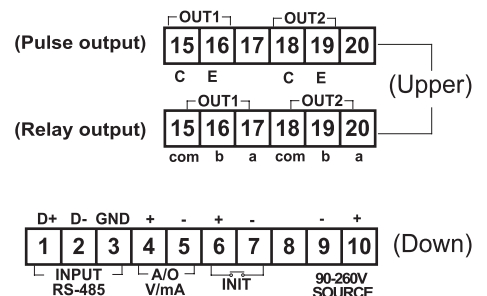 OUT1 OUT2
(Pulse output) 15 16 17 18 19 20
C E C E
(Upper)
OUT1 OUT2
(Relay output) 15 16 17 18 19 20
com b a com b a
D+ D- GND + - + - - +
1 2 3 4 5 6 7 8 9 10 (Down)
INPUT A/O INIT 90-260V
RS-485 V/mA SOURCE